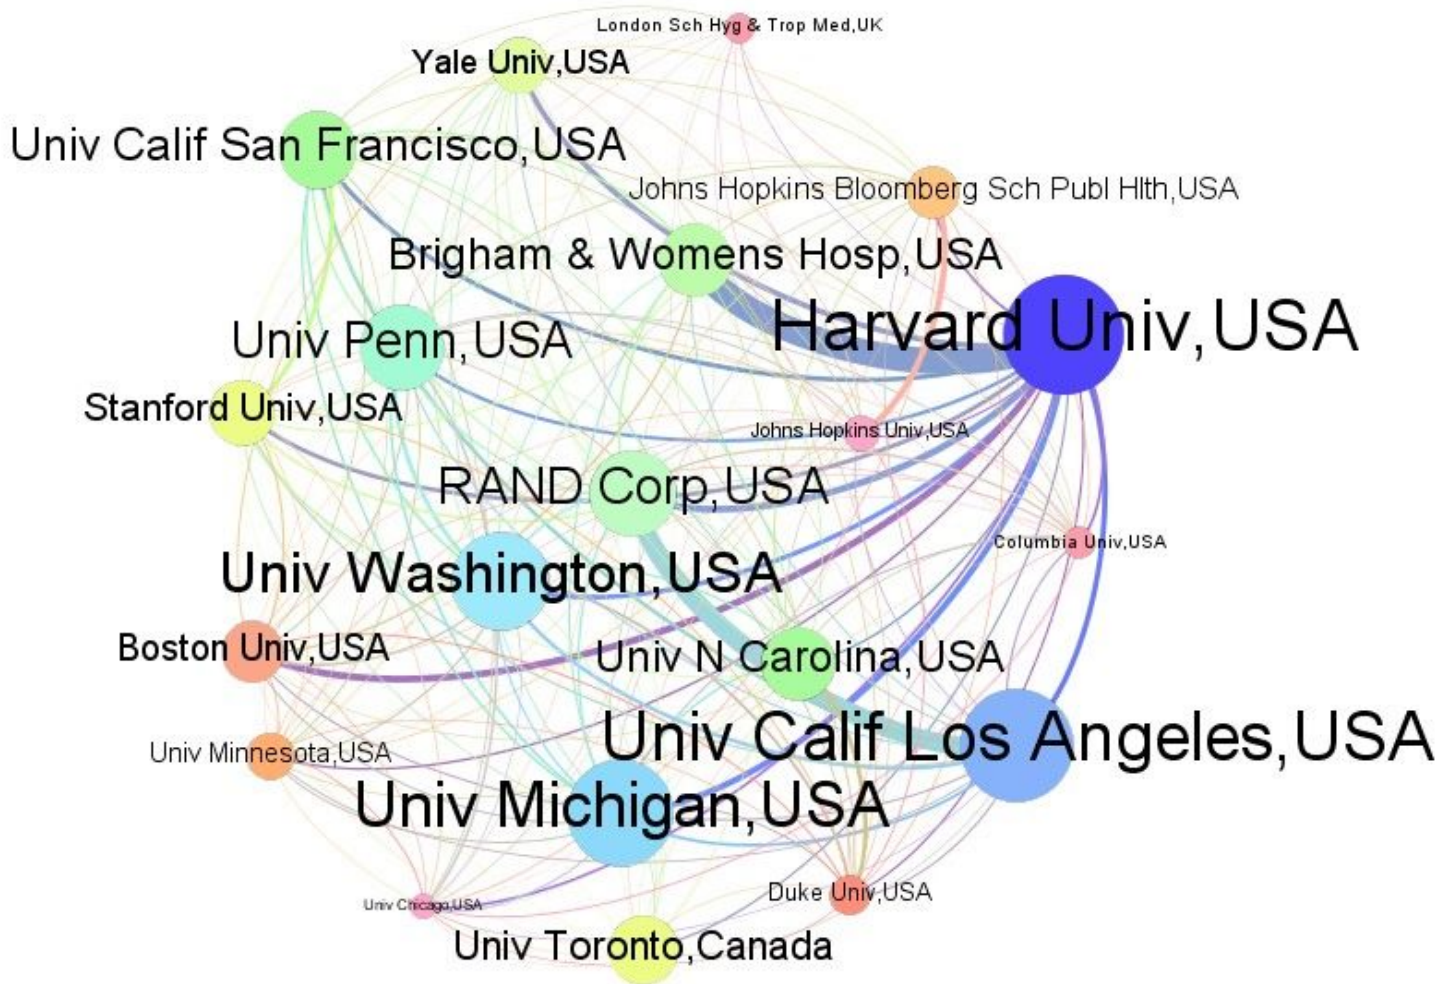 London Sch Hyg & Trop Med,UK
Yale Univ,USA
Univ Calif San Francisco,USA
Johns Hopkins Bloomberg Sch Publ Hlth,USA
Brigham & Womens Hosp,USA
Harvard Univ,USA
Univ Penn,USA
Stanford Univ,USA
Johns Hopkins Univ,USA
RAND Corp,USA
Columbia Univ,USA
Univ Washington,USA
Boston Univ,USA
Univ N Carolina,USA
Univ Calif Los Angeles,USA
Univ Minnesota,USA
Univ Michigan,USA
Duke Univ,USA
Univ Chicago,USA
Univ Toronto,Canada